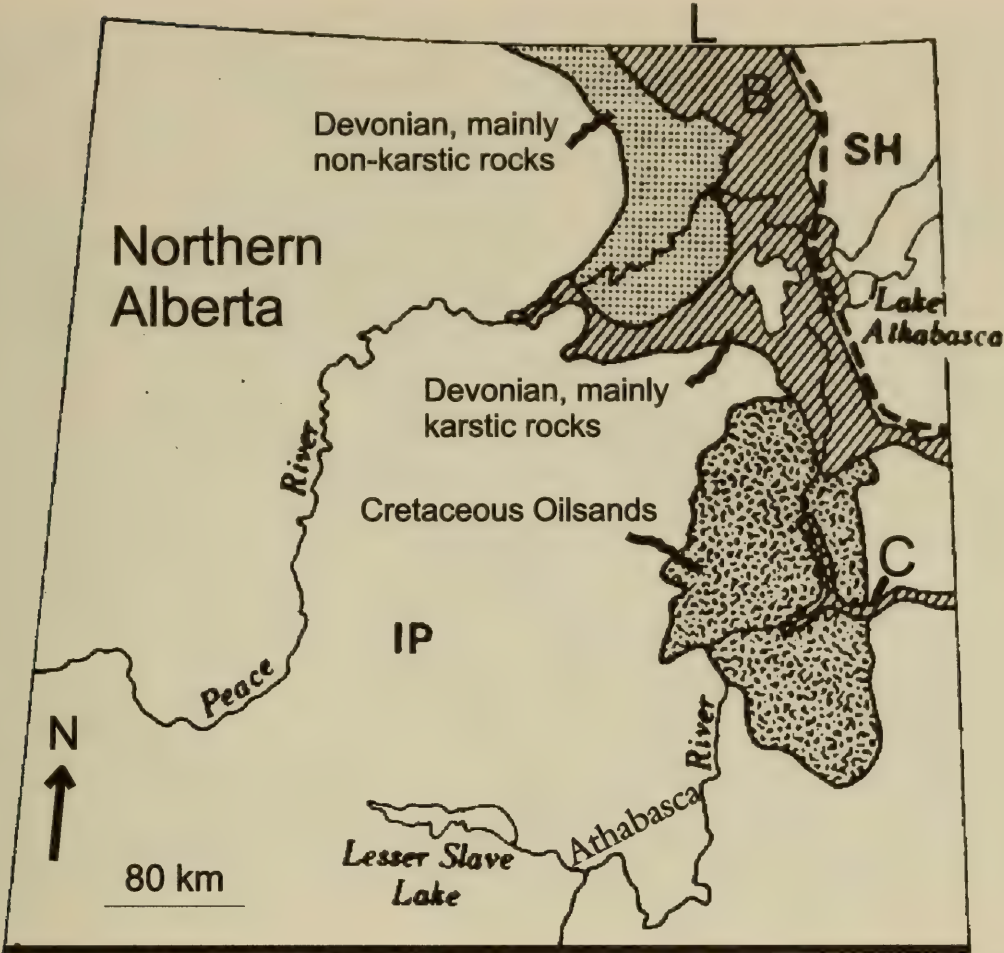 L
Devonian, mainly
non-karstic rocks
B
SH
Northern
Alberta
Lake
Athabasca
Devonian, mainly
karstic rocks
River
Cretaceous Oilsands
C
IP
Peace
N
River
Athabasca
Lesser Slave
Lake
80 km